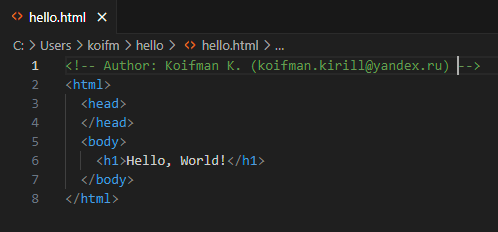 hello.html ×
C: > Users > koifm > hello > hello.html > ...
1 <!-- Author: Koifman K. (koifman.kirill@yandex.ru) -->
2 <html>
3   <head>
4   </head>
5   <body>
6     <h1>Hello, World!</h1>
7   </body>
8 </html>